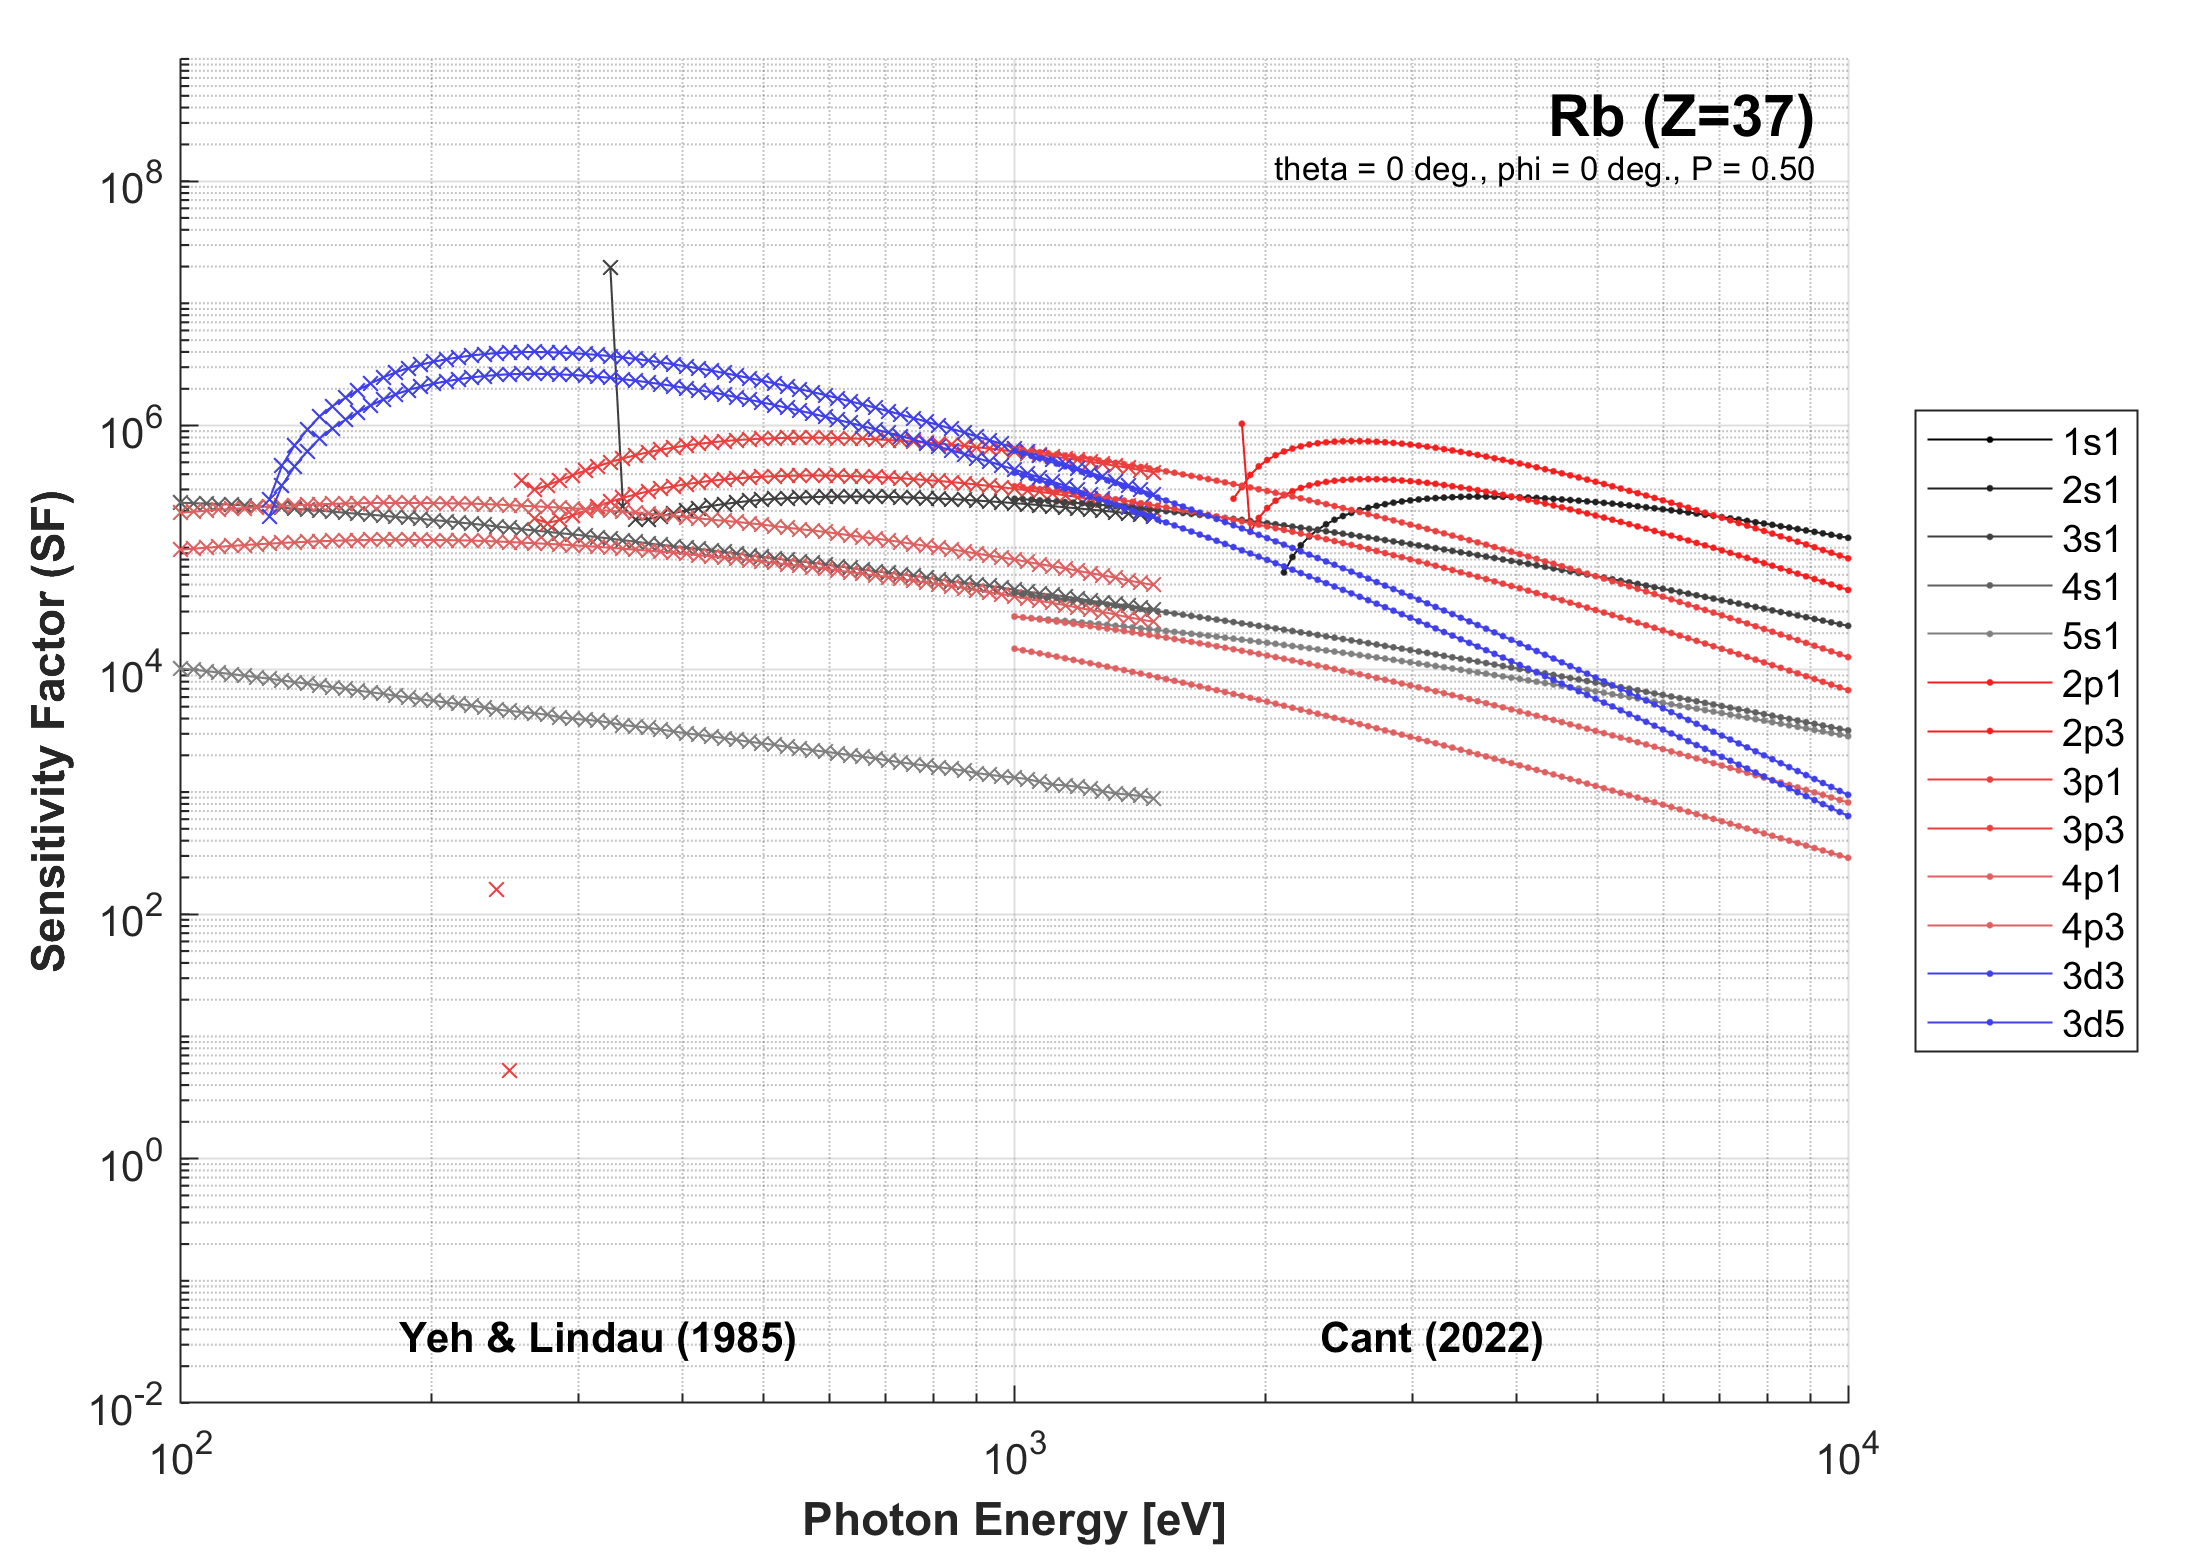 Rb (Z=37)
theta = 0 deg., phi = 0 deg., P = 0.50
10^8
10^6
10^4
10^2
10^0
10^-2
Sensitivity Factor (SF)
Yeh & Lindau (1985)
Cant (2022)
10^2
10^3
10^4
Photon Energy [eV]
1s1
2s1
3s1
4s1
5s1
2p1
2p3
3p1
3p3
4p1
4p3
3d3
3d5